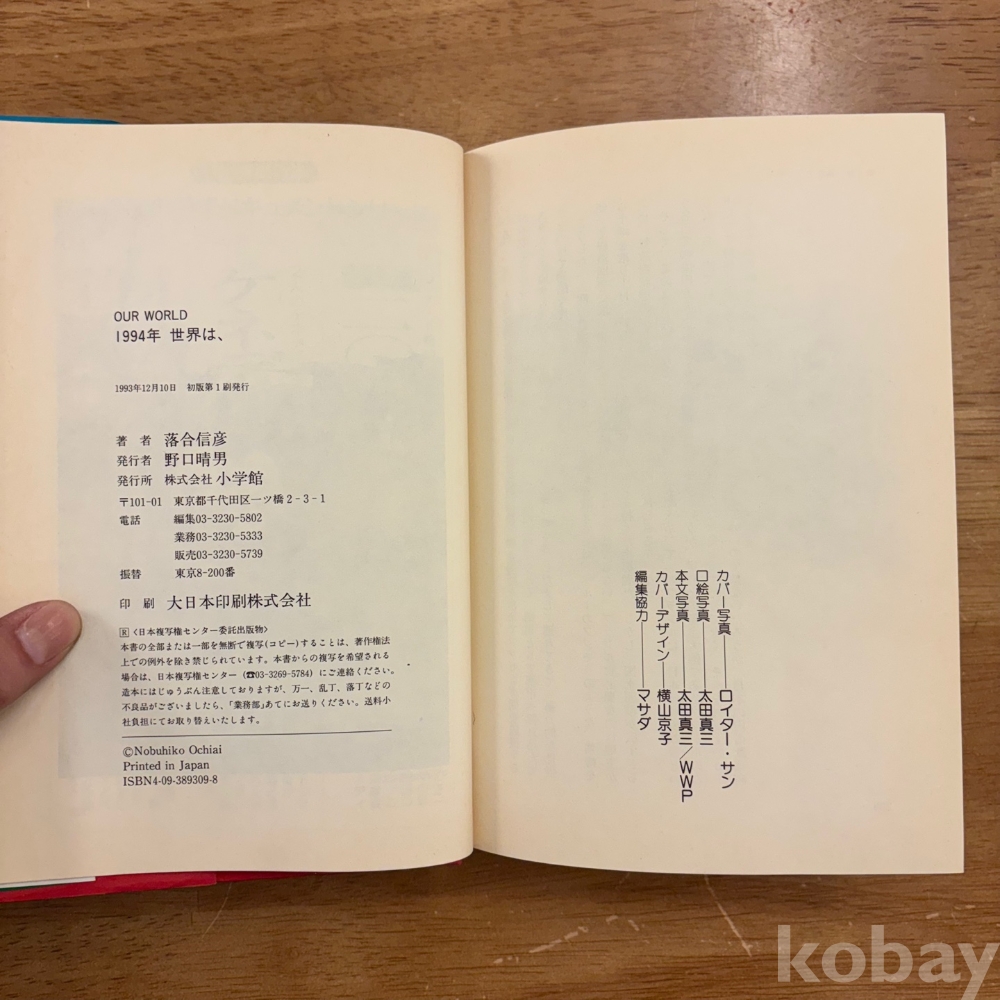 OUR WORLD
1994年 世界は、
1993年12月10日 初版第1刷発行
著 者 落合信彦
発行者 野口晴男
発行所 株式会社 小学館
〒101-01 東京都千代田区一ツ橋2-3-1
電話 編集03-3230-5802
業務03-3230-5333
販売03-3230-5739
振替 東京8-200番
印 刷 大日本印刷株式会社
R〈日本複写権センター委託出版物〉
本書の全部または一部を無断で複写(コピー)することは、著作権法
上での例外を除き禁じられています。本書からの複写を希望される
場合は、日本複写権センター(☎03-3269-5784)にご連絡ください。
造本にはじゅうぶん注意しておりますが、万一、乱丁、落丁などの
不良品がございましたら、「業務部」あてにお送りください。送料小
社負担にてお取り替えいたします。
©Nobuhiko Ochiai
Printed in Japan
ISBN4-09-389309-8
カバー写真――ロイター・サン
口絵写真――太田真三
本文写真――太田真三/WWP
カバーデザイン――横山京子
編集協力――マサダ
kobay